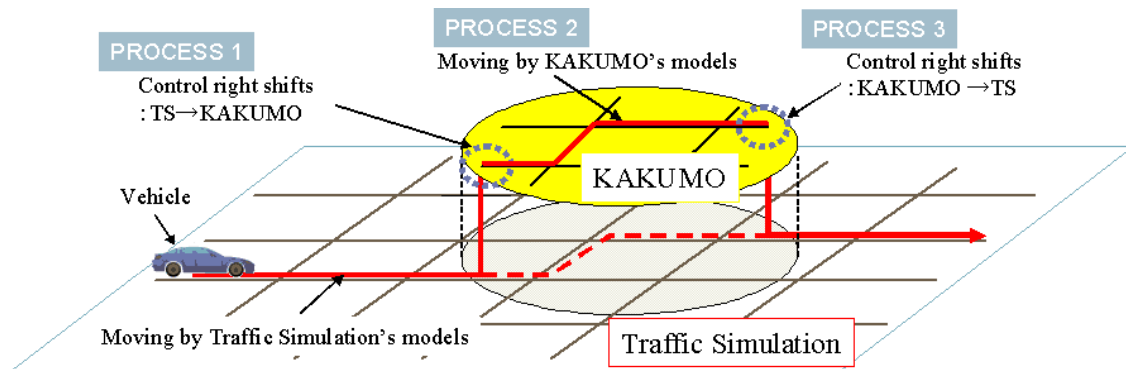 PROCESS 1
Control right shifts
: TS→KAKUMO
PROCESS 2
Moving by KAKUMO's models
PROCESS 3
Control right shifts
:KAKUMO →TS
KAKUMO
Vehicle
Moving by Traffic Simulation's models
Traffic Simulation